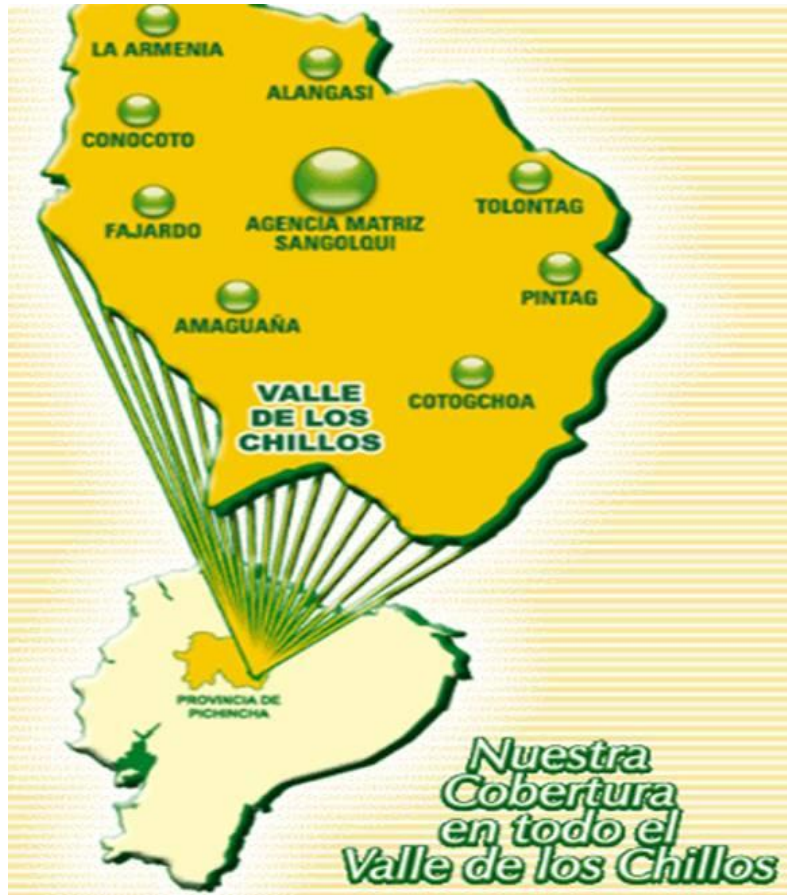 LA ARMENIA
ALANGASI
CONOCOTO
TOLONTAG
FAJARDO
AGENCIA MATRIZ
SANGOLQUI
PINTAG
AMAGUAÑA
COTOGCHOA
VALLE
DE LOS
CHILLOS
PROVINCIA DE
PICHINCHA
Nuestra
Cobertura
en todo el
Valle de los Chillos